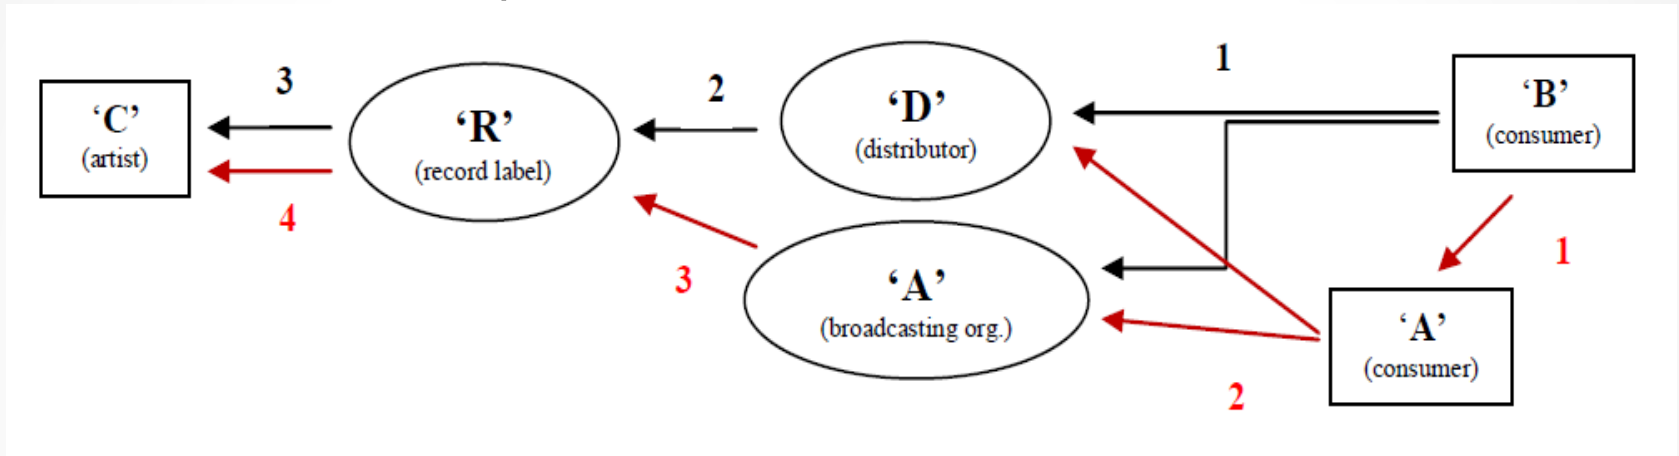 ‘C’
(artist)
3
4
‘R’
(record label)
2
3
‘D’
(distributor)
‘A’
(broadcasting org.)
1
2
‘B’
(consumer)
1
‘A’
(consumer)